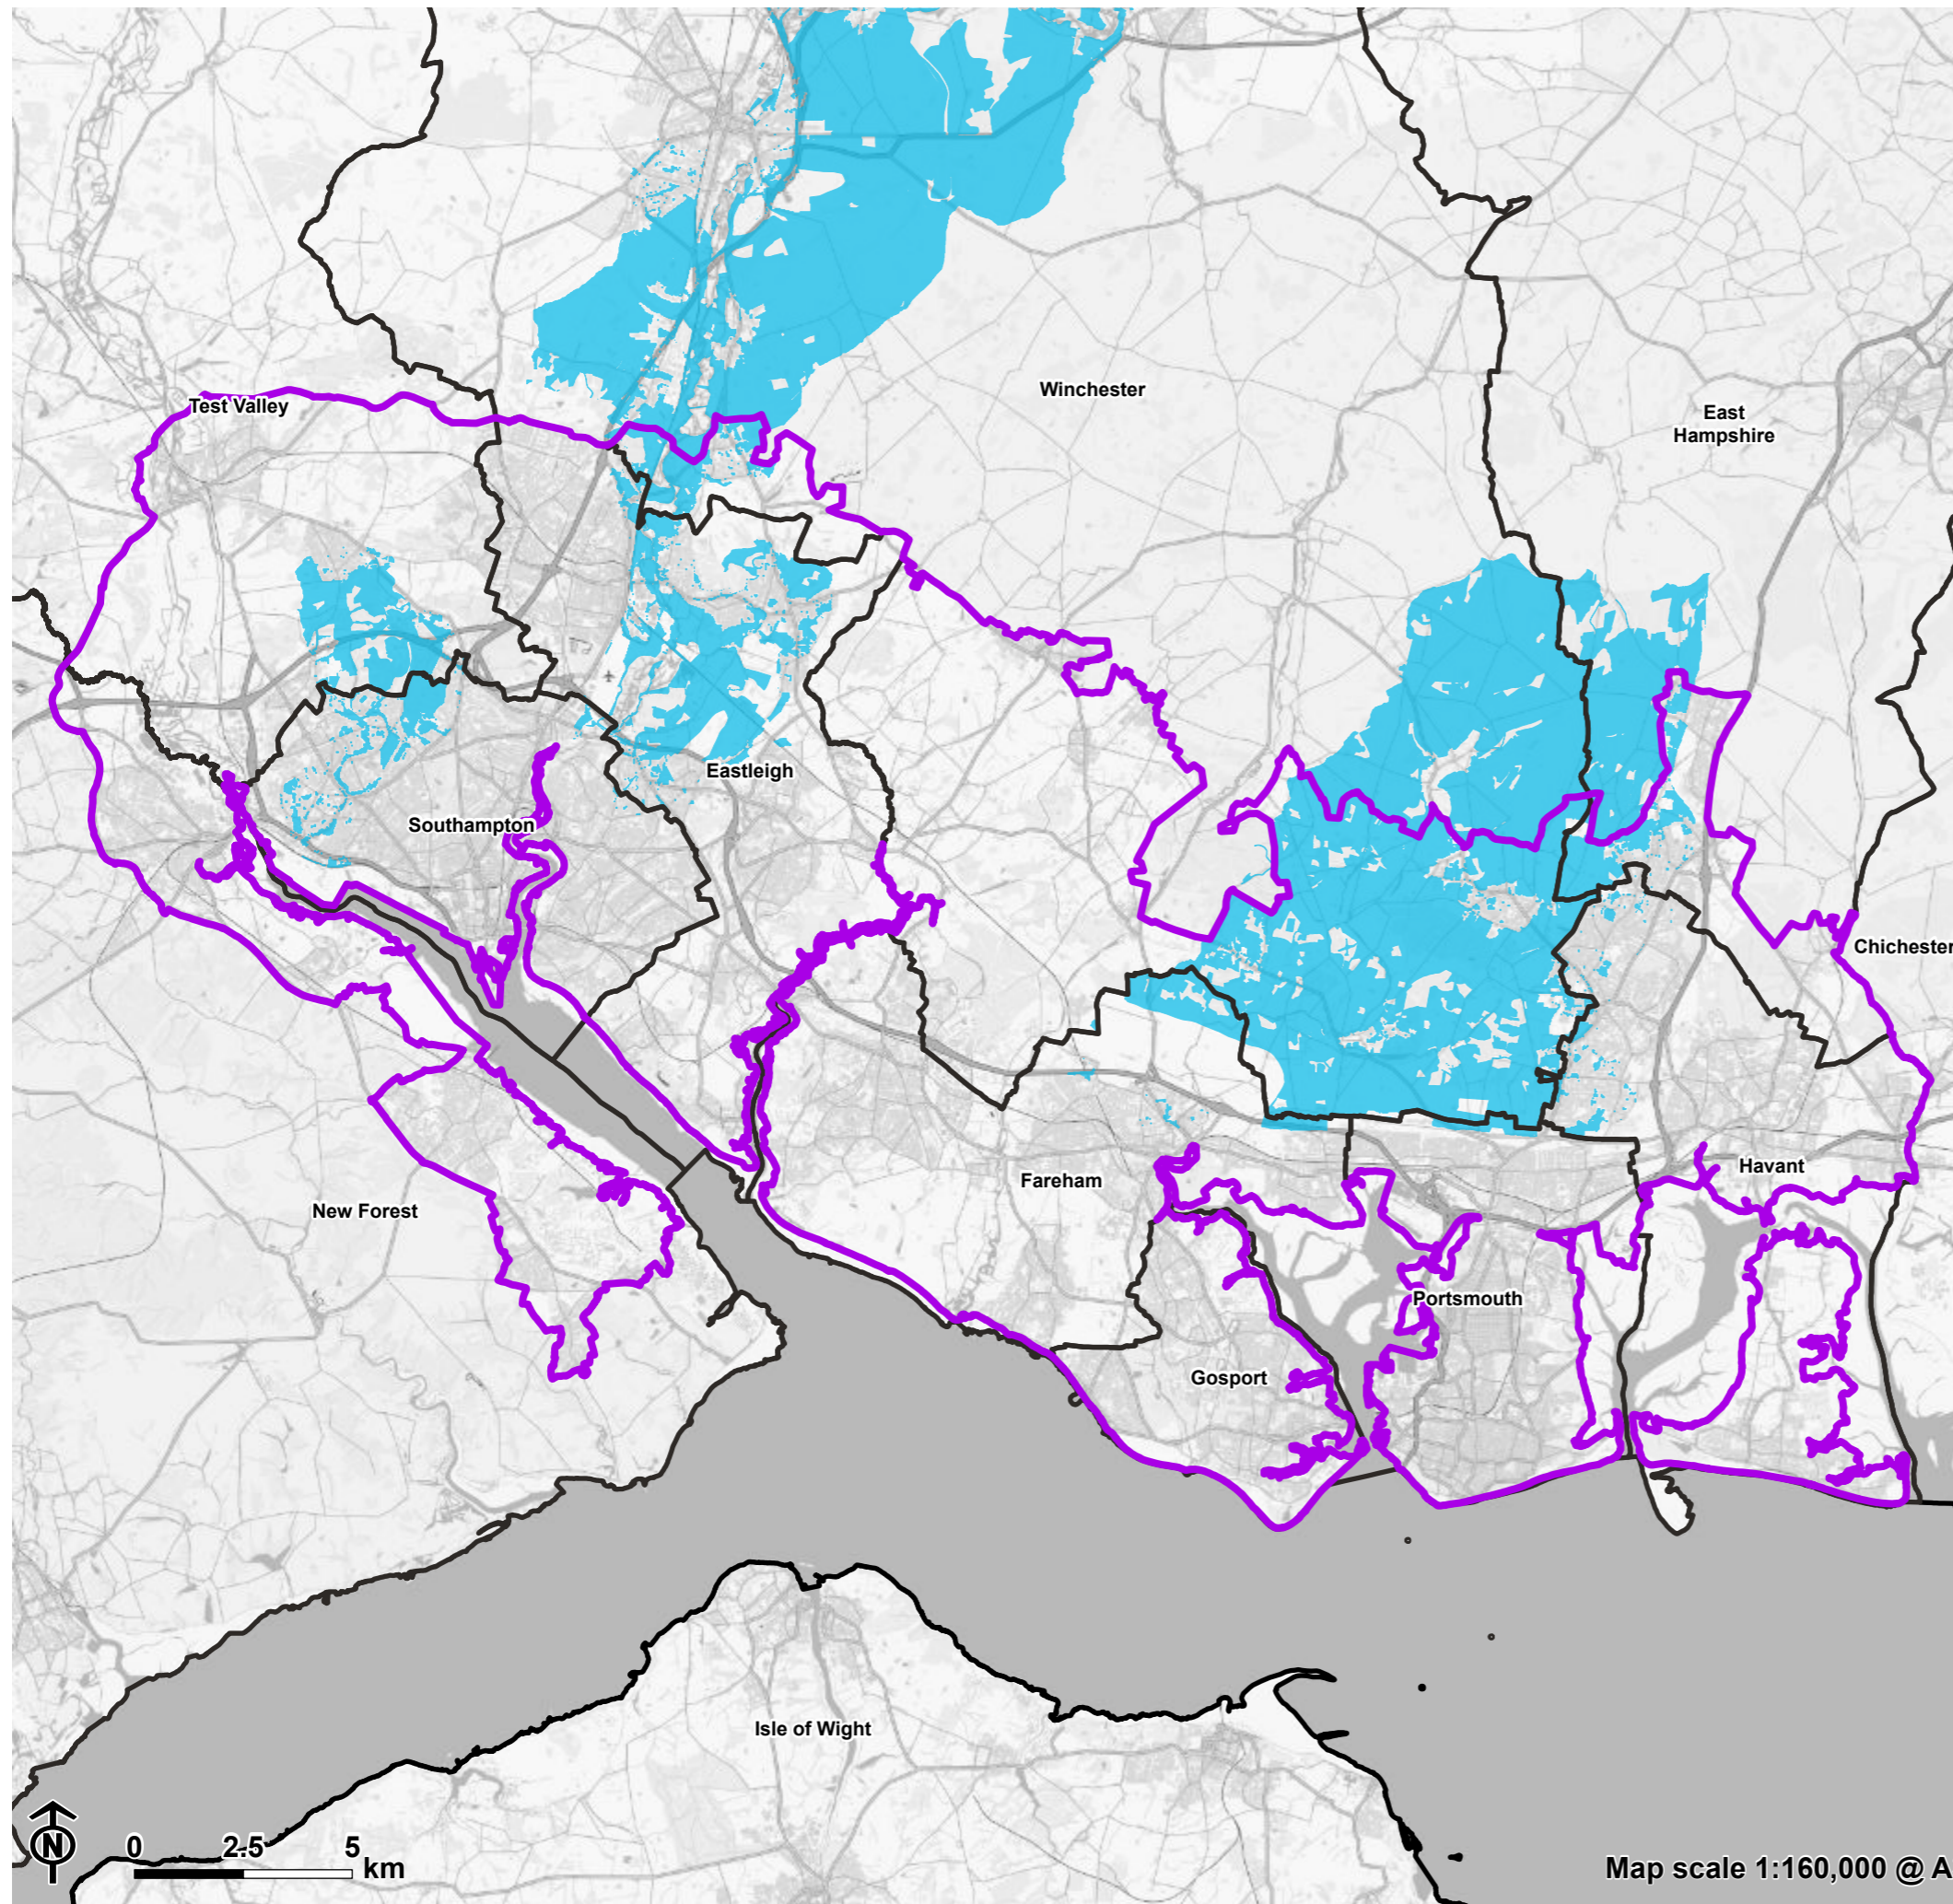 Winchester
Test Valley
East
Hampshire
Eastleigh
Southampton
Chichester
Havant
Fareham
New Forest
Portsmouth
Gosport
Isle of Wight
N
0 2.5 5 km
Map scale 1:160,000 @ A